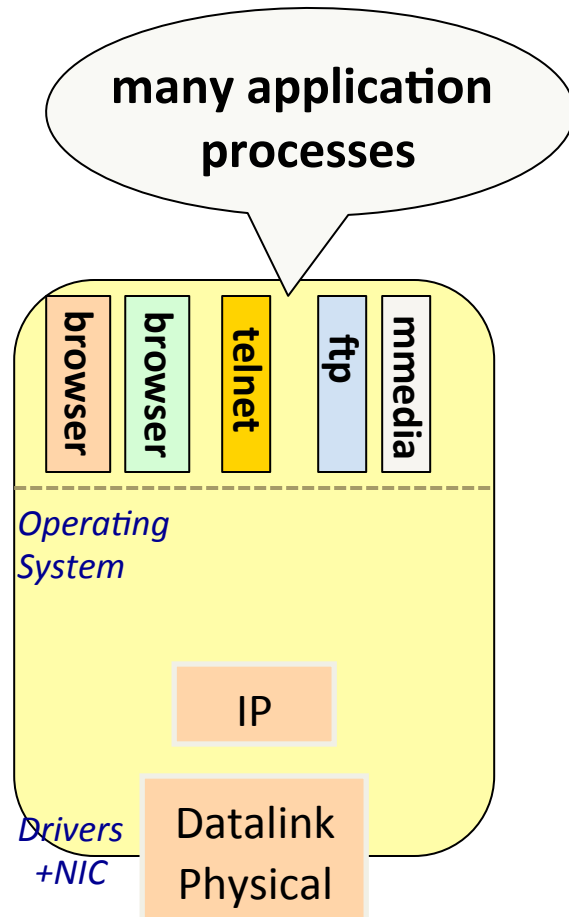 many application
processes
browser
browser
telnet
ftp
mmedia
Operating
System
IP
Drivers
+NIC
Datalink
Physical